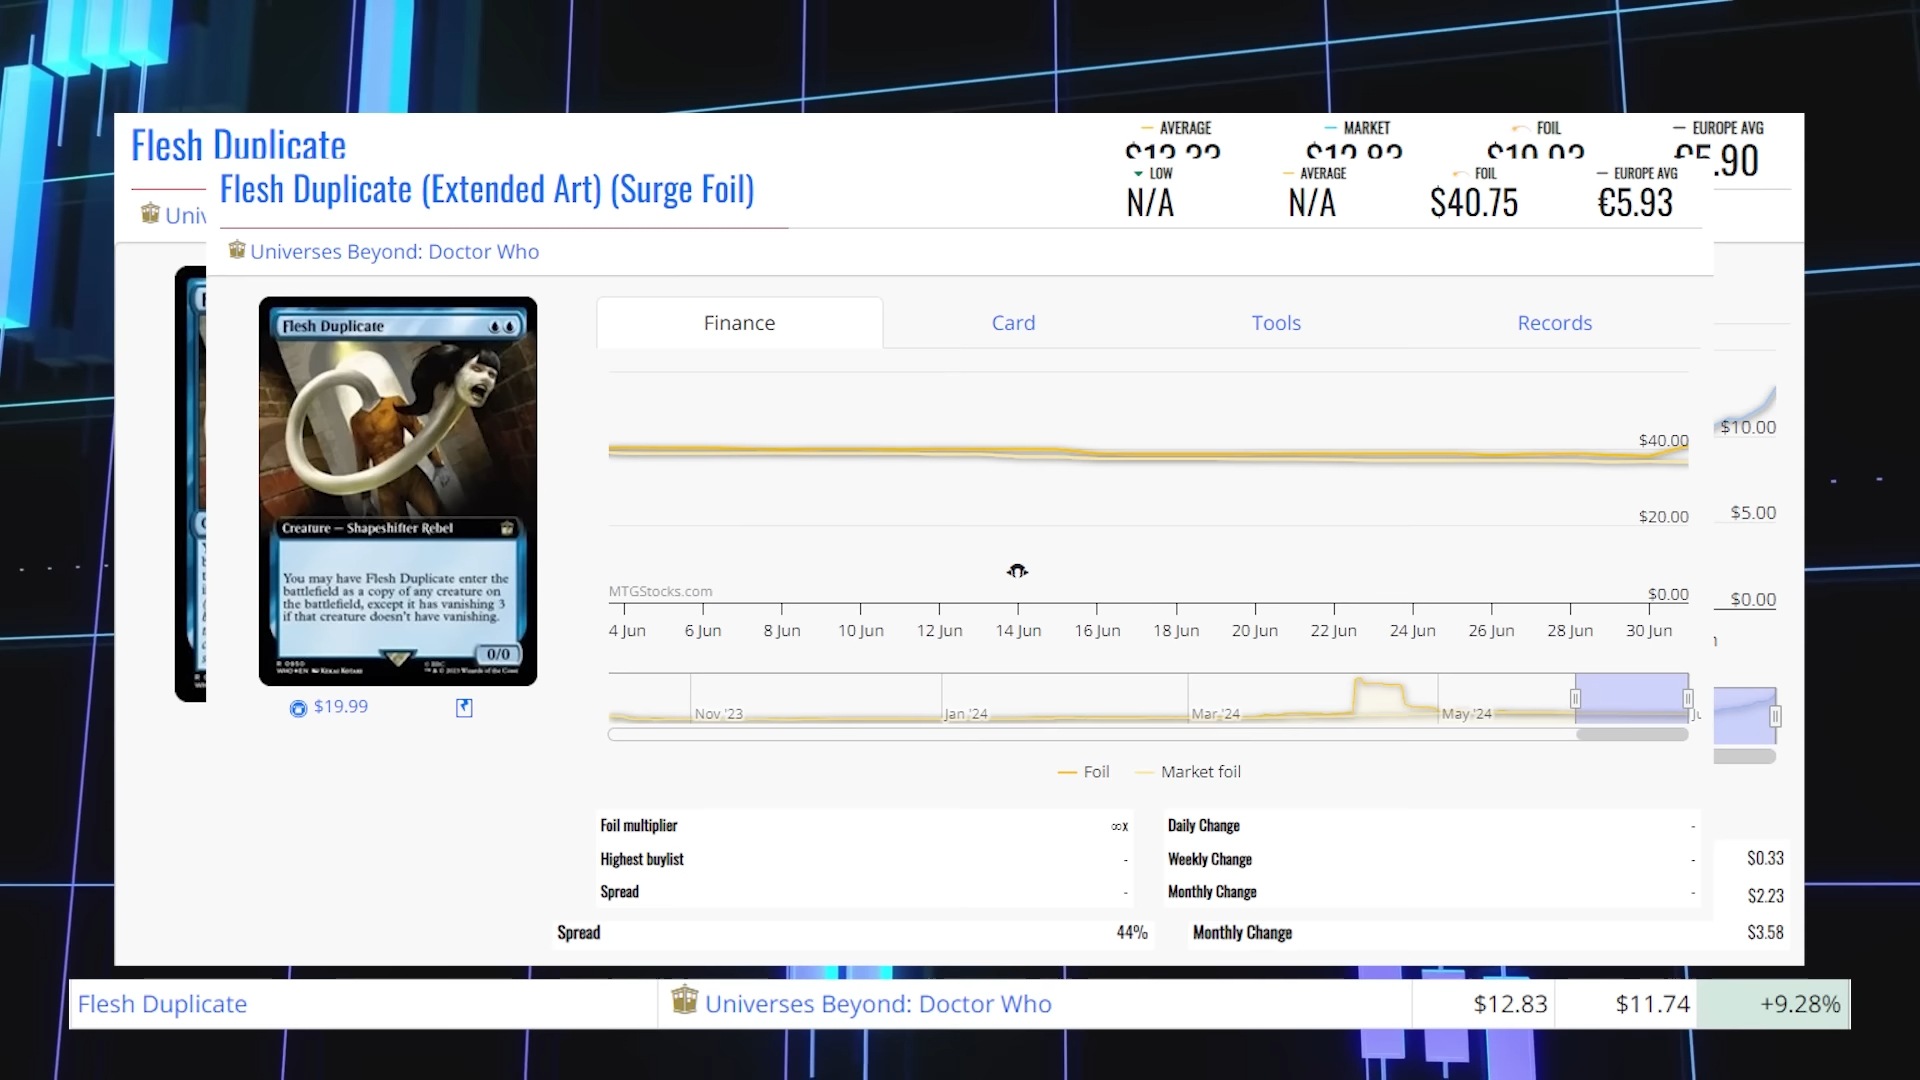 Flesh Duplicate
AVERAGE
MARKET
FOIL
EUROPE AVG
.90
Flesh Duplicate (Extended Art) (Surge Foil)
LOW
AVERAGE
FOIL
EUROPE AVG
N/A
N/A
$40.75
€5.93
Univ
Universes Beyond: Doctor Who
Finance
Card
Tools
Records
Flesh Duplicate
Creature — Shapeshifter Rebel
You may have Flesh Duplicate enter the
battlefield as a copy of any creature on
the battlefield, except it has vanishing 3
if that creature doesn't have vanishing.
0/0
R 0950
$19.99
$40.00
$20.00
$0.00
$10.00
$5.00
$0.00
MTGStocks.com
4 Jun
6 Jun
8 Jun
10 Jun
12 Jun
14 Jun
16 Jun
18 Jun
20 Jun
22 Jun
24 Jun
26 Jun
28 Jun
30 Jun
Nov '23
Jan '24
Mar '24
May '24
Foil
Market foil
Foil multiplier
∞x
Daily Change
-
Highest buylist
-
Weekly Change
-
$0.33
Spread
-
Monthly Change
-
$2.23
Spread
44%
Monthly Change
$3.58
Flesh Duplicate
Universes Beyond: Doctor Who
$12.83
$11.74
+9.28%